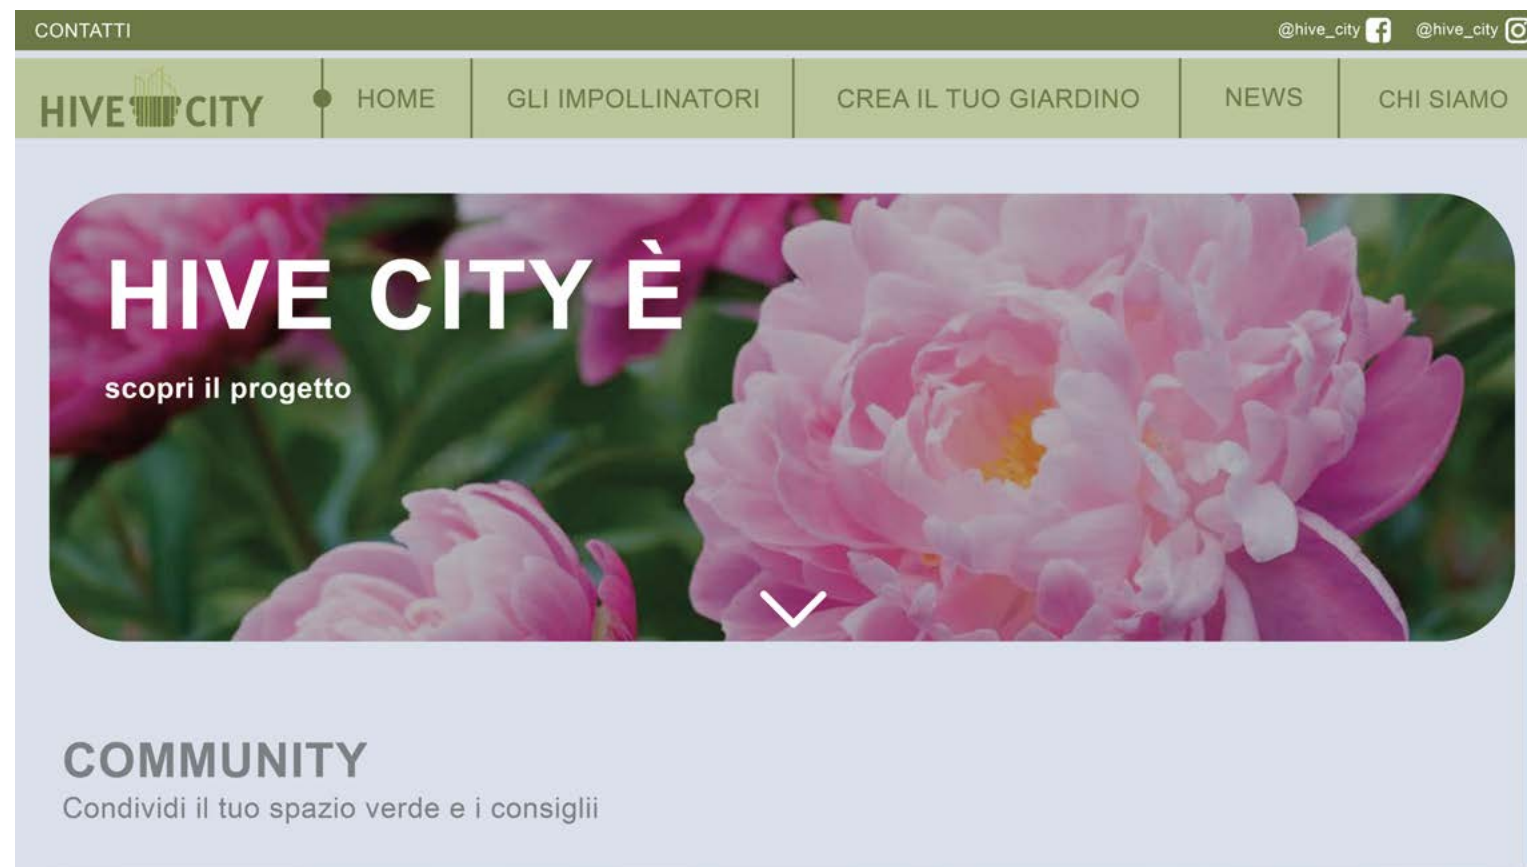 CONTATTI
@hive_city @hive_city
HIVE CITY
HOME
GLI IMPOLLINATORI
CREA IL TUO GIARDINO
NEWS
CHI SIAMO
HIVE CITY È
scopri il progetto
COMMUNITY
Condividi il tuo spazio verde e i consiglii